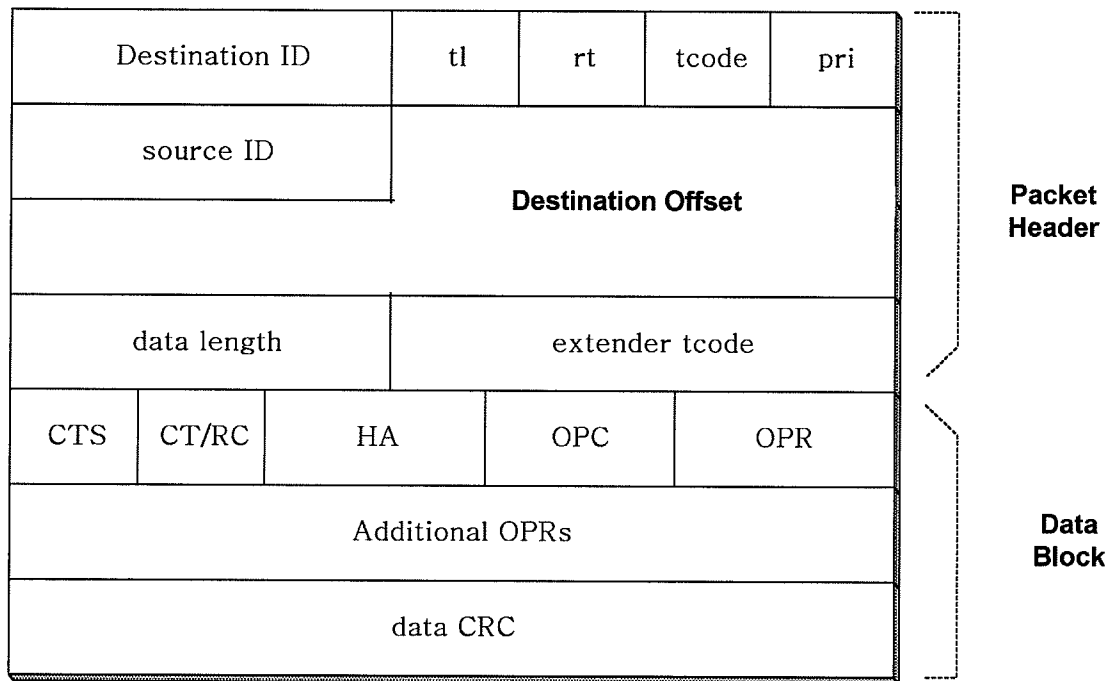 Destination ID tl rt tcode pri
source ID
Destination Offset
Packet
Header
data length extender tcode
CTS CT/RC HA OPC OPR
Additional OPRs
Data
Block
data CRC